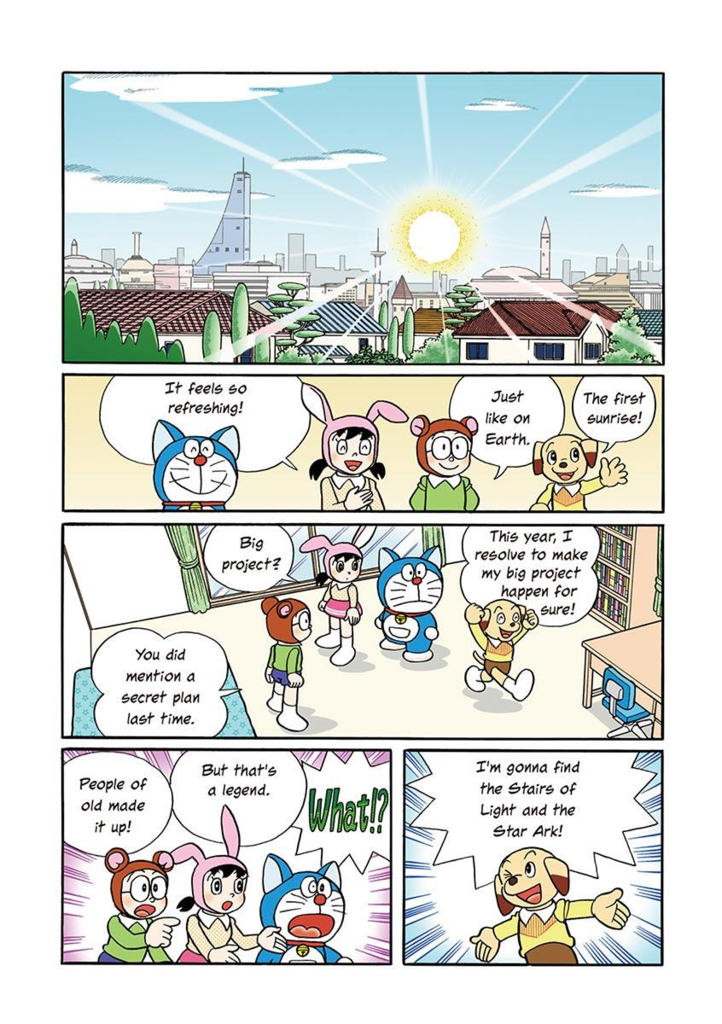 The first
sunrise!
Just
like on
Earth.
It feels so
refreshing!
This year, I
resolve to make
my big project
happen for
sure!
Big
project?
You did
mention a
secret plan
last time.
I'm gonna find
the Stairs of
Light and the
Star Ark!
What!?
But that's
a legend.
People of
old made
it up!